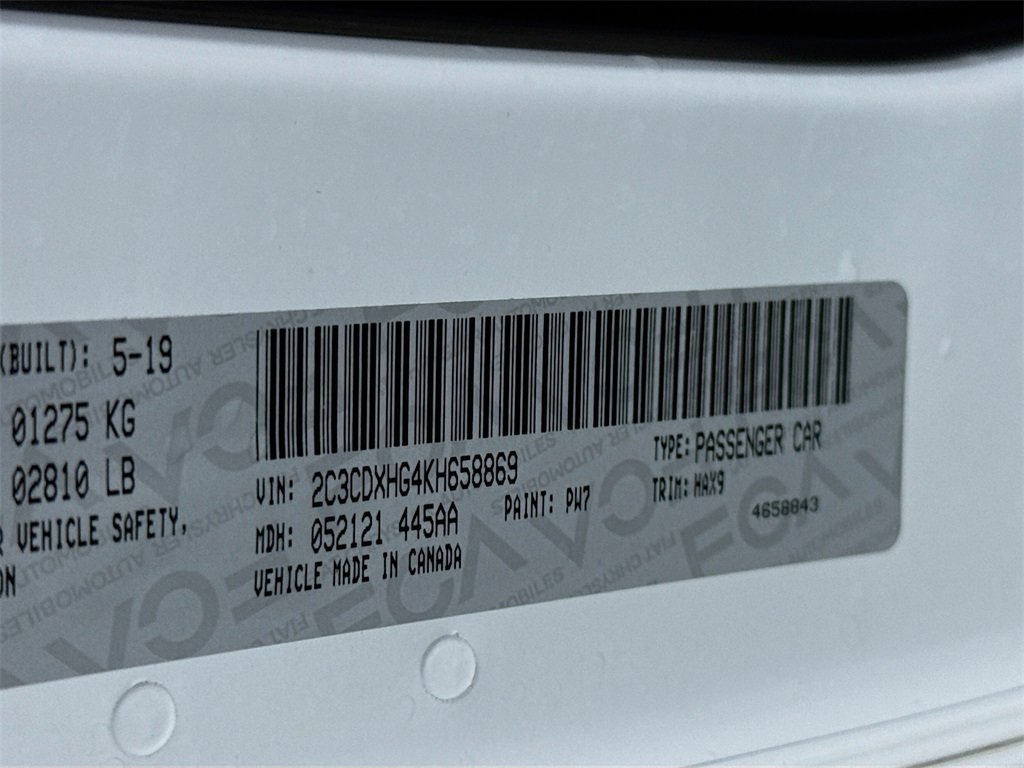 (BUILT): 5-19
01275 KG
02810 LB
VEHICLE SAFETY,
VIN: 2C3CDXHG4KH658869
TYPE: PASSENGER CAR
MDH: 052121 445AA
PAINT: PW7
TRIM: HAX9
VEHICLE MADE IN CANADA
4658843